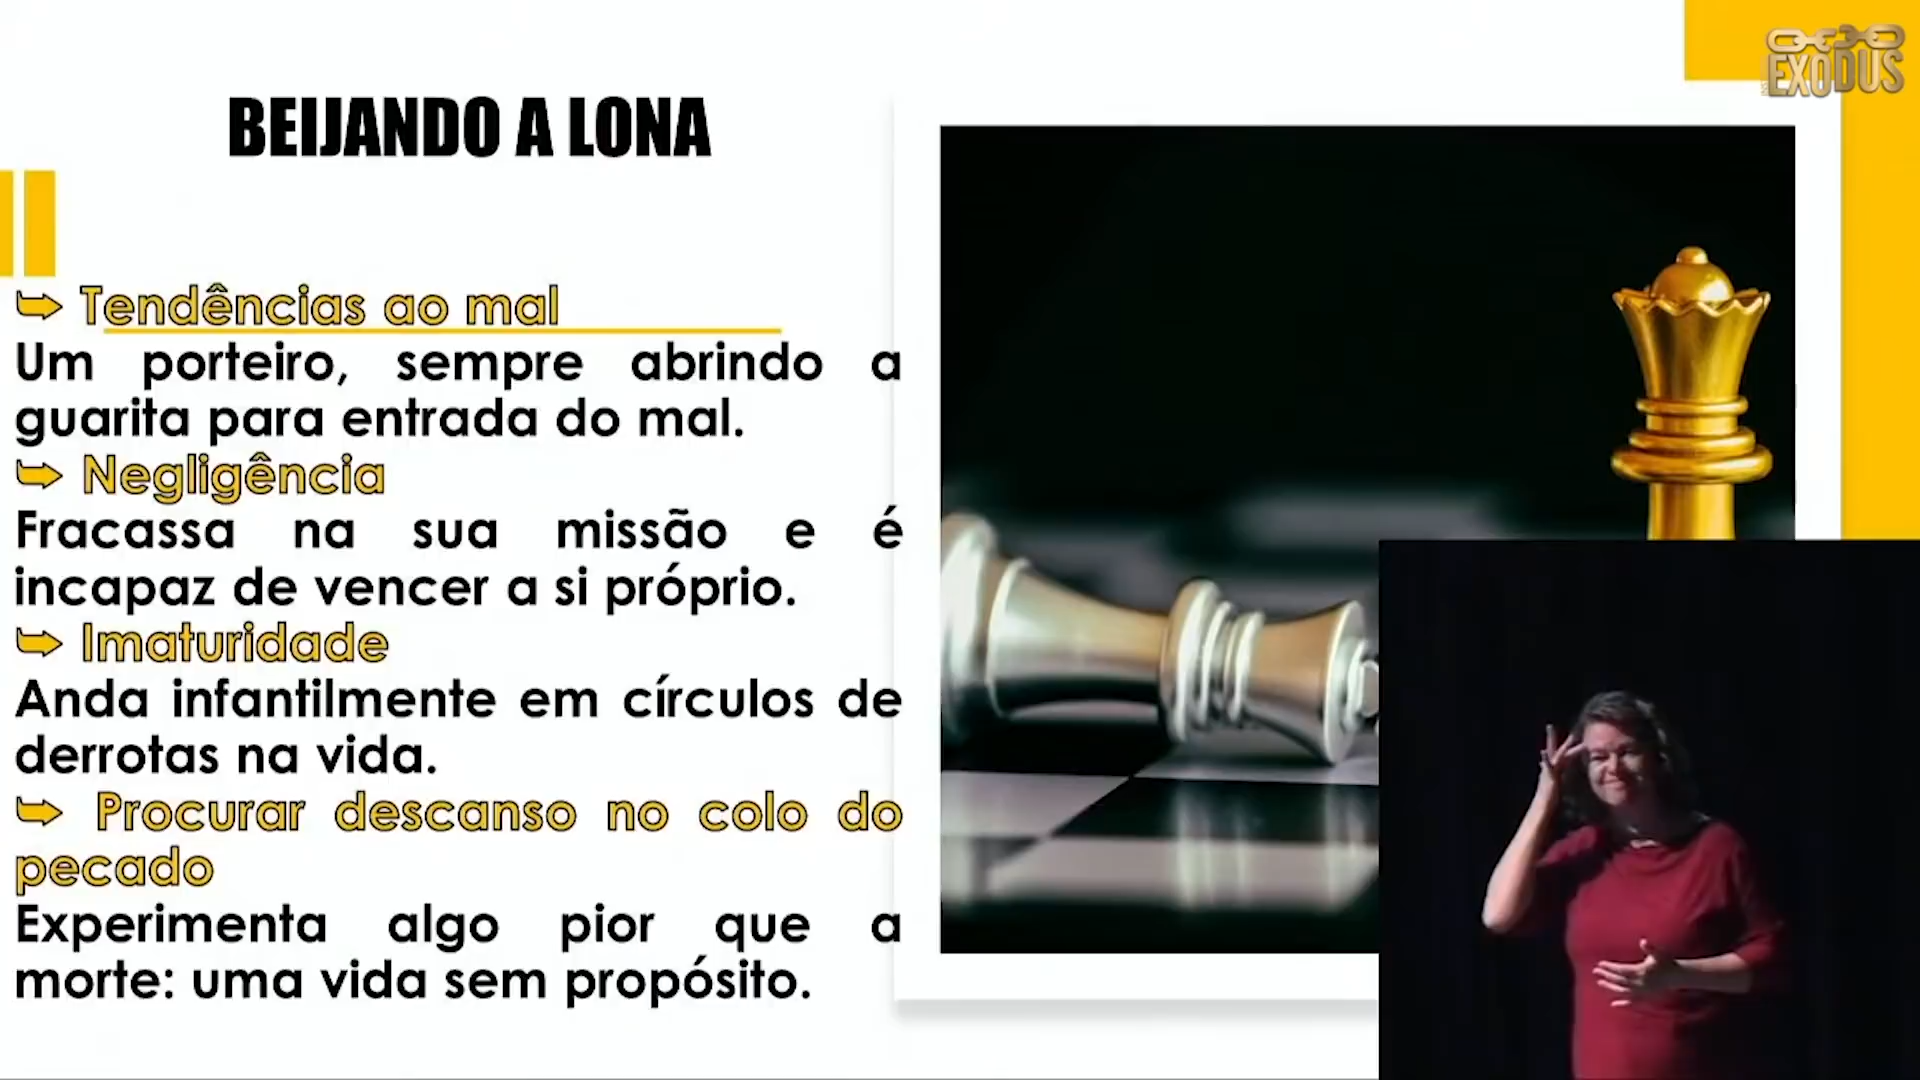 EXODUS
BEIJANDO A LONA
➥ Tendências ao mal
Um porteiro, sempre abrindo a
guarita para entrada do mal.
➥ Negligência
Fracassa na sua missão e é
incapaz de vencer a si próprio.
➥ Imaturidade
Anda infantilmente em círculos de
derrotas na vida.
➥ Procurar descanso no colo do
pecado
Experimenta algo pior que a
morte: uma vida sem propósito.